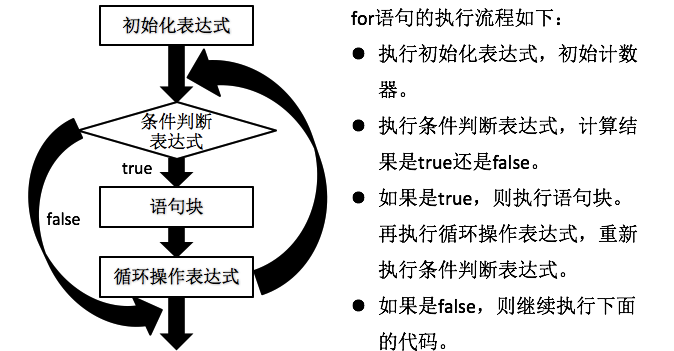 初始化表达式
条件判断
表达式
true
语句块
false
循环操作表达式
for语句的执行流程如下：
● 执行初始化表达式，初始计数
器。
● 执行条件判断表达式，计算结
果是true还是false。
● 如果是true，则执行语句块。
再执行循环操作表达式，重新
执行条件判断表达式。
● 如果是false，则继续执行下面
的代码。